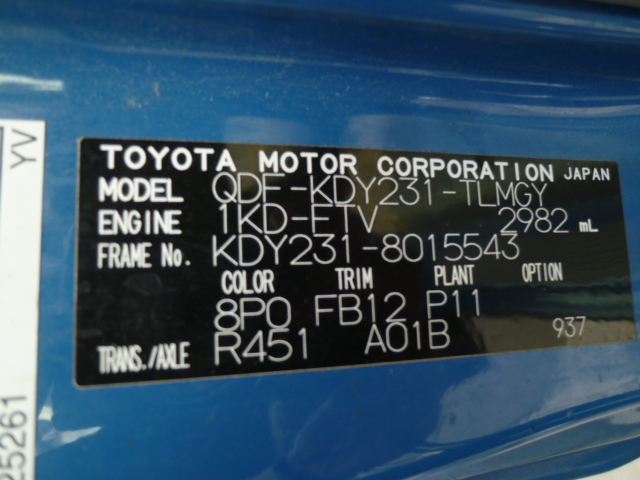 TOYOTA MOTOR CORPORATION JAPAN
MODEL QDF-KDY231-TLMGY
ENGINE 1KD-FTV 2982 mL
FRAME No. KDY231-8015543
COLOR TRIM PLANT OPTION
8P0 FB12 P11
TRANS./AXLE R451 A01B 937
YV
25261